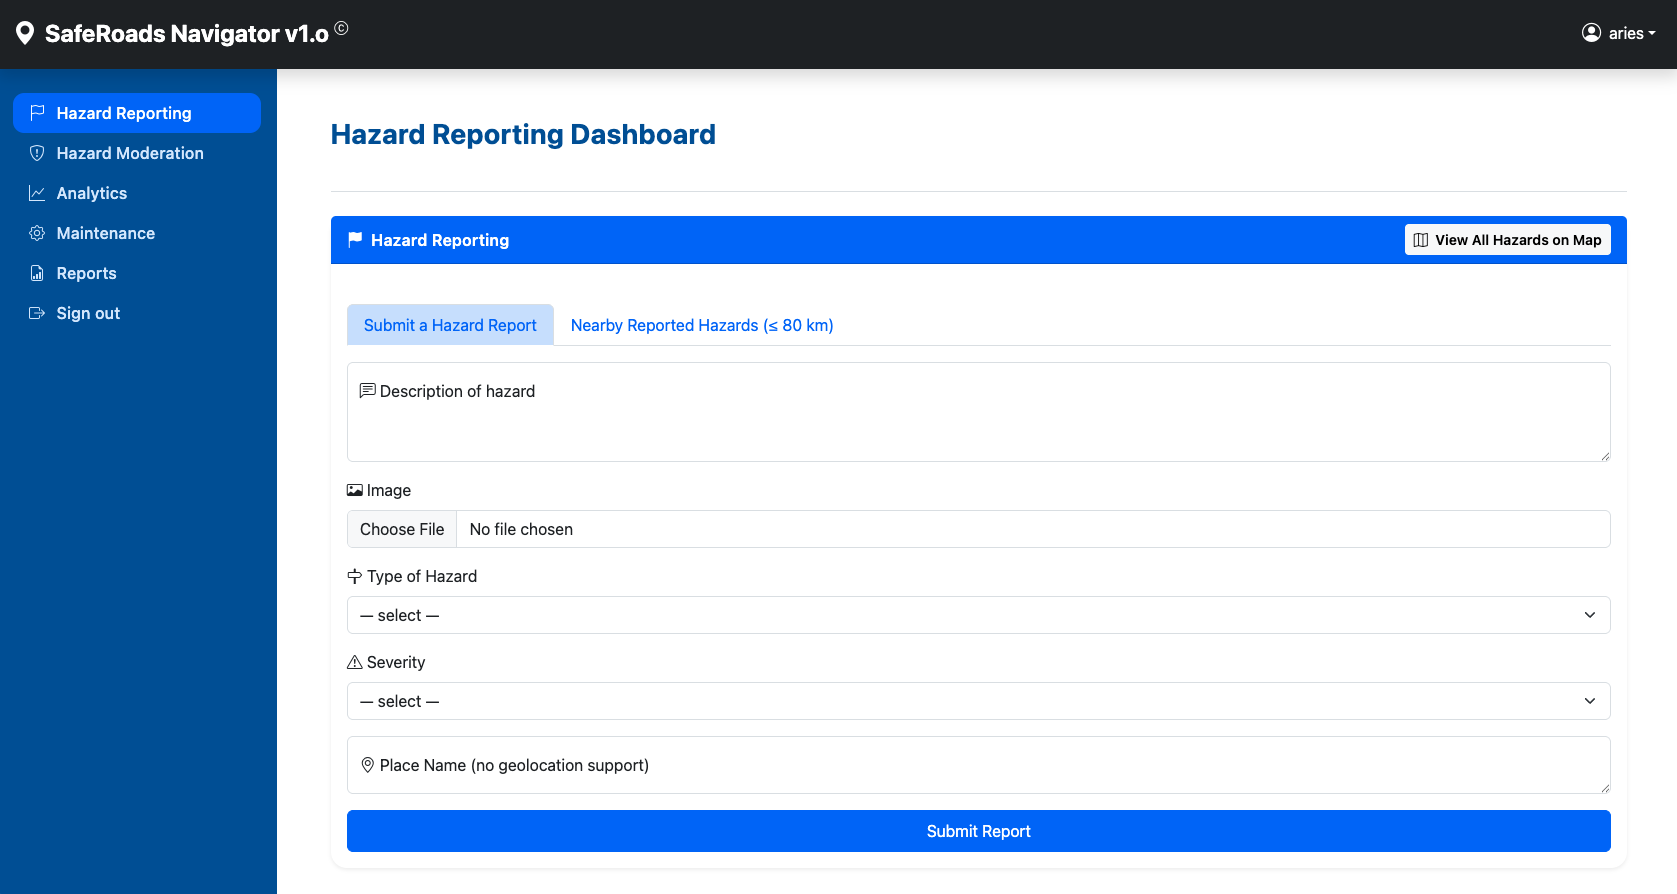 SafeRoads Navigator v1.o ©
aries
Hazard Reporting
Hazard Moderation
Analytics
Maintenance
Reports
Sign out
Hazard Reporting Dashboard
Hazard Reporting
View All Hazards on Map
Submit a Hazard Report
Nearby Reported Hazards (≤ 80 km)
Description of hazard
Image
Choose File
No file chosen
Type of Hazard
— select —
Severity
— select —
Place Name (no geolocation support)
Submit Report